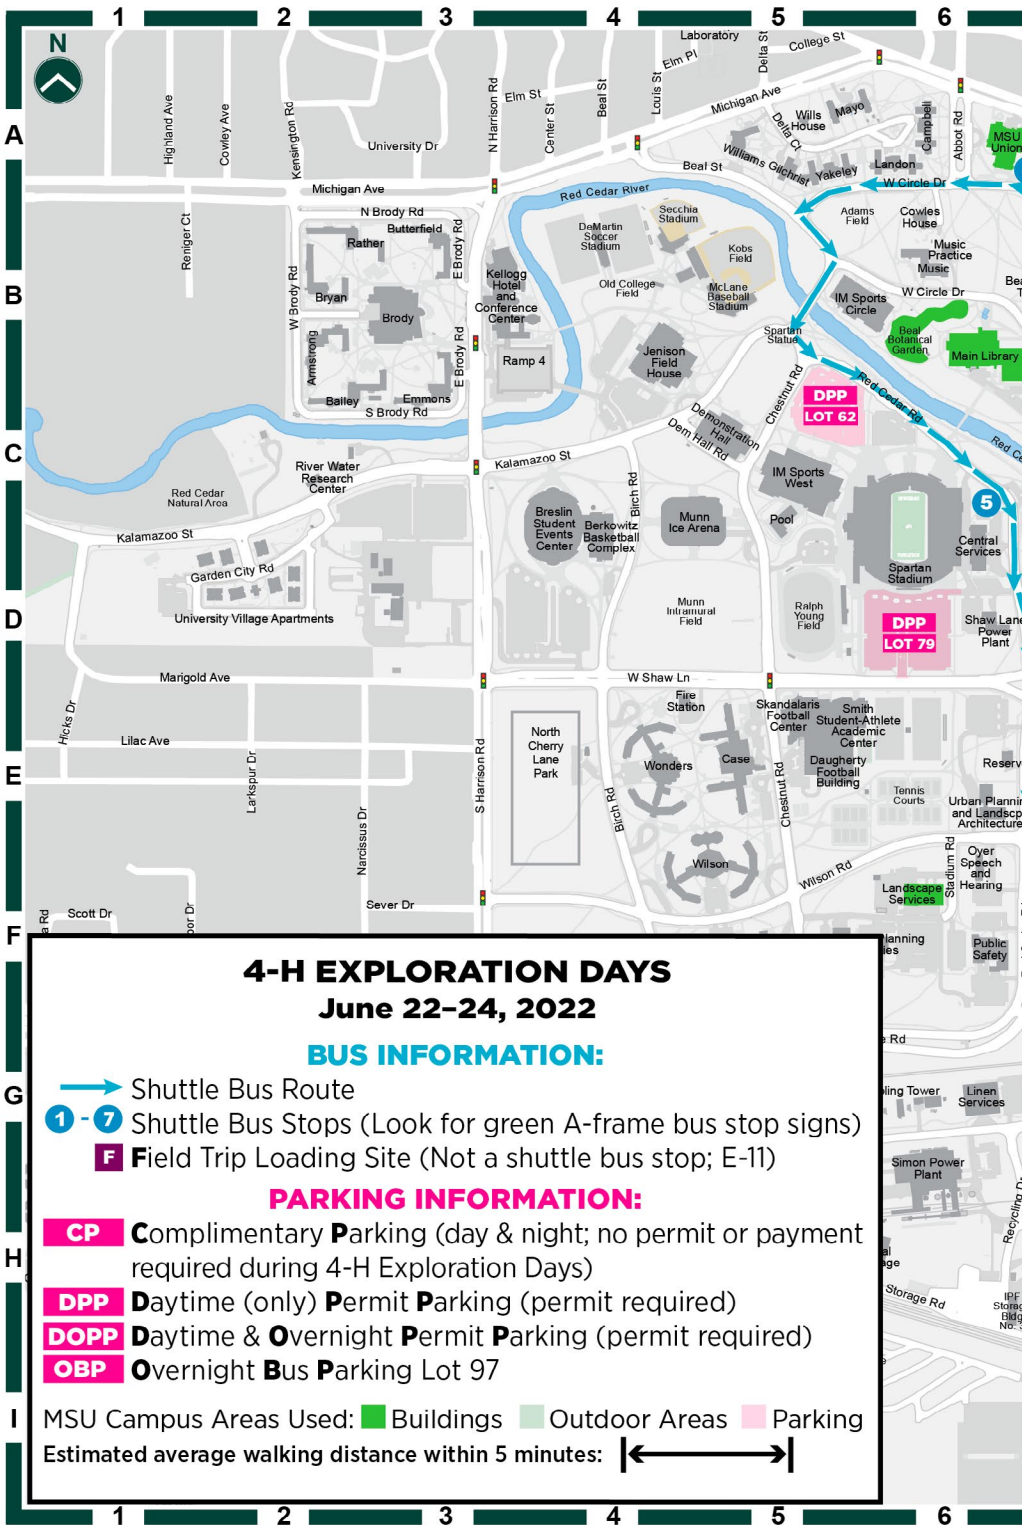 1 2 3 4 5 6
N
A
B
C
D
E
F
G
H
I
Laboratory
Elm Pl
Delta St
College St
Highland Ave
Cowley Ave
Kensington Rd
N Harrison Rd
Elm St
Center St
Beal St
Louis St
Michigan Ave
University Dr
Delta Ct
Wills
House
Mayo
Campbell
Abbot Rd
MSU
Union
Williams
Gilchrist
Yakeley
Landon
Beal St
Michigan Ave
Red Cedar River
W Circle Dr
Reniger Ct
N Brody Rd
Butterfield
Rather
E Brody Rd
W Brody Rd
Bryan
Brody
Armstrong
Bailey
Emmons
E Brody Rd
S Brody Rd
Kellogg
Hotel
and
Conference
Center
Ramp 4
DeMartin
Soccer
Stadium
Secchia
Stadium
Kobs
Field
Old College
Field
McLane
Baseball
Stadium
Adams
Field
Cowles
House
Music
Practice
Music
W Circle Dr
IM Sports
Circle
Beal
Botanical
Garden
Main Library
Spartan
Statue
Jenison
Field
House
Chestnut Rd
DPP
LOT 62
Red Cedar Rd
Demonstration
Hall
Dem Hall Rd
Kalamazoo St
River Water
Research
Center
Red Cedar
Natural Area
Kalamazoo St
Garden City Rd
University Village Apartments
Breslin
Student
Events
Center
Berkowitz
Basketball
Complex
Birch Rd
Munn
Ice Arena
IM Sports
West
Pool
5
Central
Services
Spartan
Stadium
Munn
Intramural
Field
Ralph
Young
Field
DPP
LOT 79
Shaw Lane
Power
Plant
Marigold Ave
W Shaw Ln
Hicks Dr
Lilac Ave
Larkspur Dr
Narcissus Dr
S Harrison Rd
North
Cherry
Lane
Park
Fire
Station
Wonders
Case
Birch Rd
Wilson
Skandalaris
Football
Center
Smith
Student-Athlete
Academic
Center
Daugherty
Football
Building
Chestnut Rd
Tennis
Courts
Reserv
Urban Plannin
and Landscp
Architecture
Wilson Rd
Stadium Rd
Oyer
Speech
and
Hearing
Landscape
Services
Scott Dr
Sever Dr
Public
Safety
Linen
Services
Simon Power
Plant
Recycling Dr
Storage Rd
IPF
Storag
Bldg
4-H EXPLORATION DAYS
June 22–24, 2022
BUS INFORMATION:
Shuttle Bus Route
1 - 7 Shuttle Bus Stops (Look for green A-frame bus stop signs)
F Field Trip Loading Site (Not a shuttle bus stop; E-11)
PARKING INFORMATION:
CP Complimentary Parking (day & night; no permit or payment
required during 4-H Exploration Days)
DPP Daytime (only) Permit Parking (permit required)
DOPP Daytime & Overnight Permit Parking (permit required)
OBP Overnight Bus Parking Lot 97
MSU Campus Areas Used: Buildings Outdoor Areas Parking
Estimated average walking distance within 5 minutes:
1 2 3 4 5 6